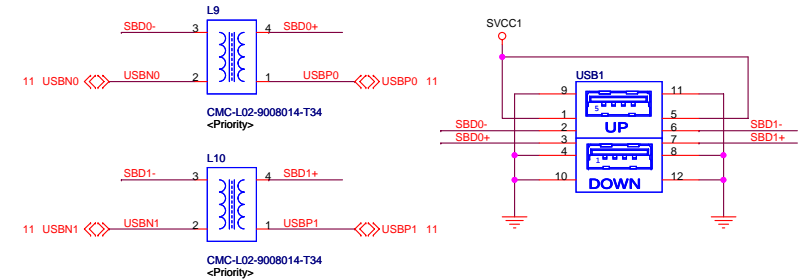 L9
SBD0- 3 4 SBD0+
11 USBN0 USBN0 2 1 USBP0 USBP0 11
CMC-L02-9008014-T34
<Priority>
L10
SBD1- 3 4 SBD1+
11 USBN1 USBN1 2 1 USBP1 USBP1 11
CMC-L02-9008014-T34
<Priority>
SVCC1
USB1
9 11
5
1 5
UP
SBD0- 2 6 SBD1-
SBD0+ 3 7 SBD1+
1
4 8
DOWN
10 12